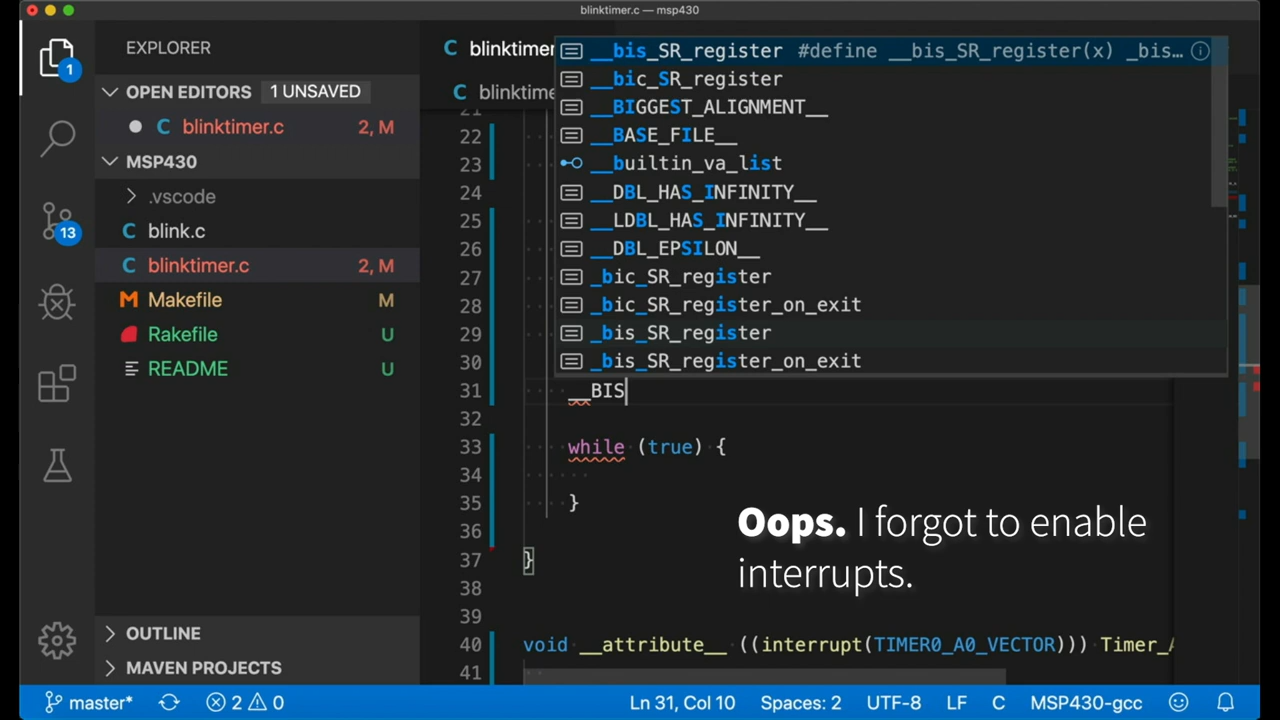 blinktimer.c — msp430
EXPLORER
OPEN EDITORS 1 UNSAVED
C blinktimer.c 2, M
MSP430
.vscode
C blink.c
C blinktimer.c 2, M
M Makefile M
Rakefile U
README U
OUTLINE
MAVEN PROJECTS
1
13
C blinktimer
C blinktime
__bis_SR_register #define __bis_SR_register(x) _bis…
__bic_SR_register
__BIGGEST_ALIGNMENT__
__BASE_FILE__
__builtin_va_list
__DBL_HAS_INFINITY__
__LDBL_HAS_INFINITY__
__DBL_EPSILON__
_bic_SR_register
_bic_SR_register_on_exit
_bis_SR_register
_bis_SR_register_on_exit
21
22
23
24
25
26
27
28
29
30
31 __BIS
32
33 while (true) {
34
35 }
36
37 }
38
39
40 void __attribute__ ((interrupt(TIMER0_A0_VECTOR))) Timer_A
41
Oops. I forgot to enable
interrupts.
master* 2 0 Ln 31, Col 10 Spaces: 2 UTF-8 LF C MSP430-gcc